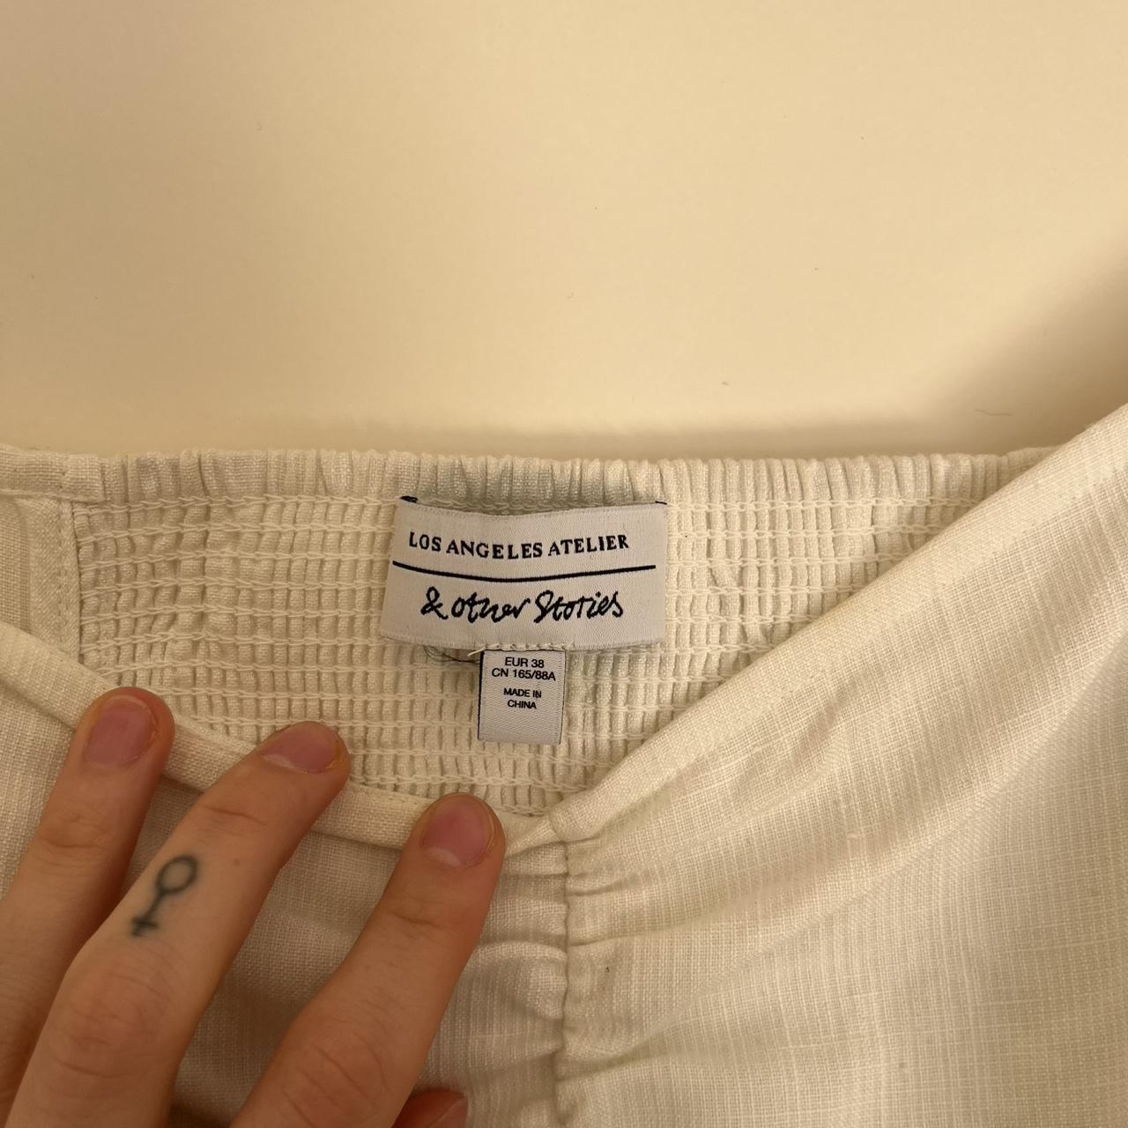 LOS ANGELES ATELIER
& other Stories
EUR 38
CN 165/88A
MADE IN
CHINA